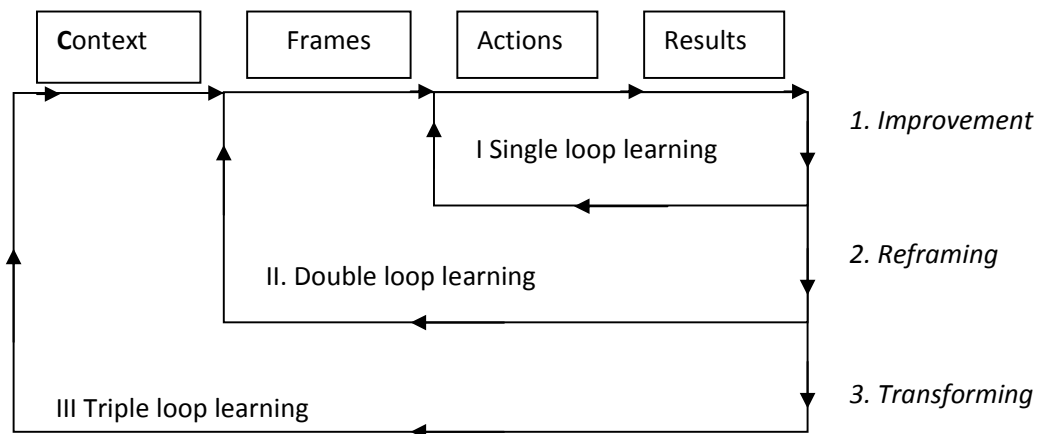 Context
Frames
Actions
Results
1. Improvement
I Single loop learning
2. Reframing
II. Double loop learning
3. Transforming
III Triple loop learning